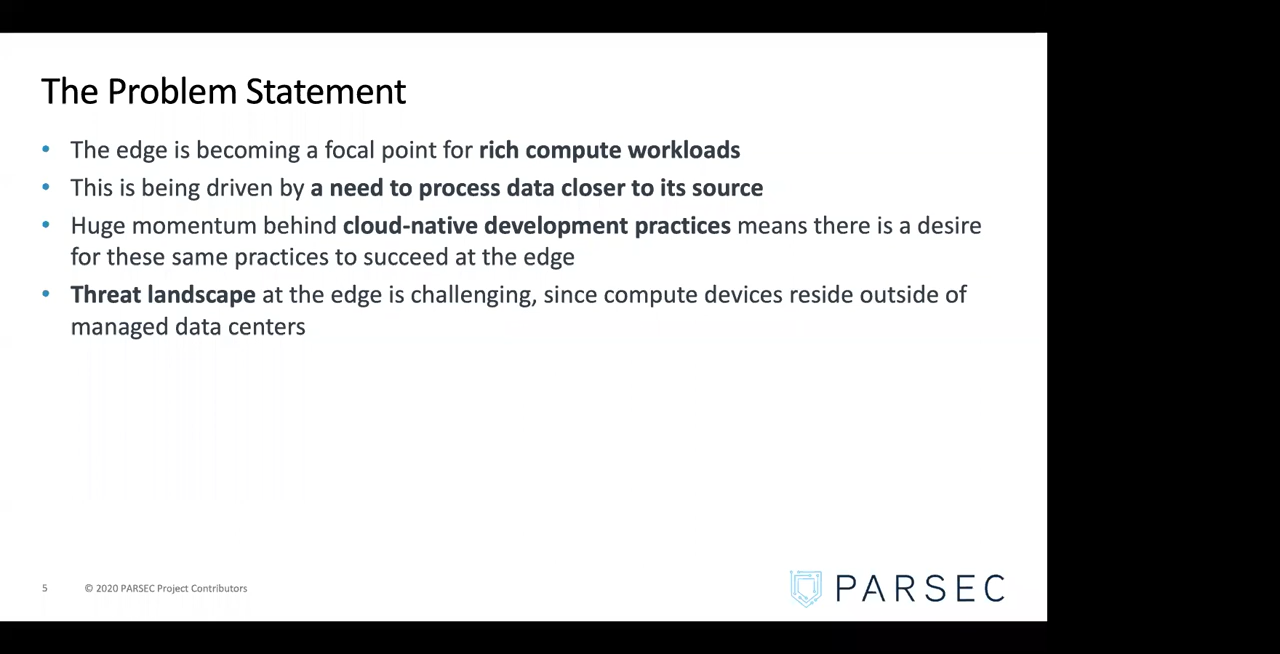 The Problem Statement
• The edge is becoming a focal point for rich compute workloads
• This is being driven by a need to process data closer to its source
• Huge momentum behind cloud-native development practices means there is a desire
for these same practices to succeed at the edge
• Threat landscape at the edge is challenging, since compute devices reside outside of
managed data centers
5 © 2020 PARSEC Project Contributors
PARSEC